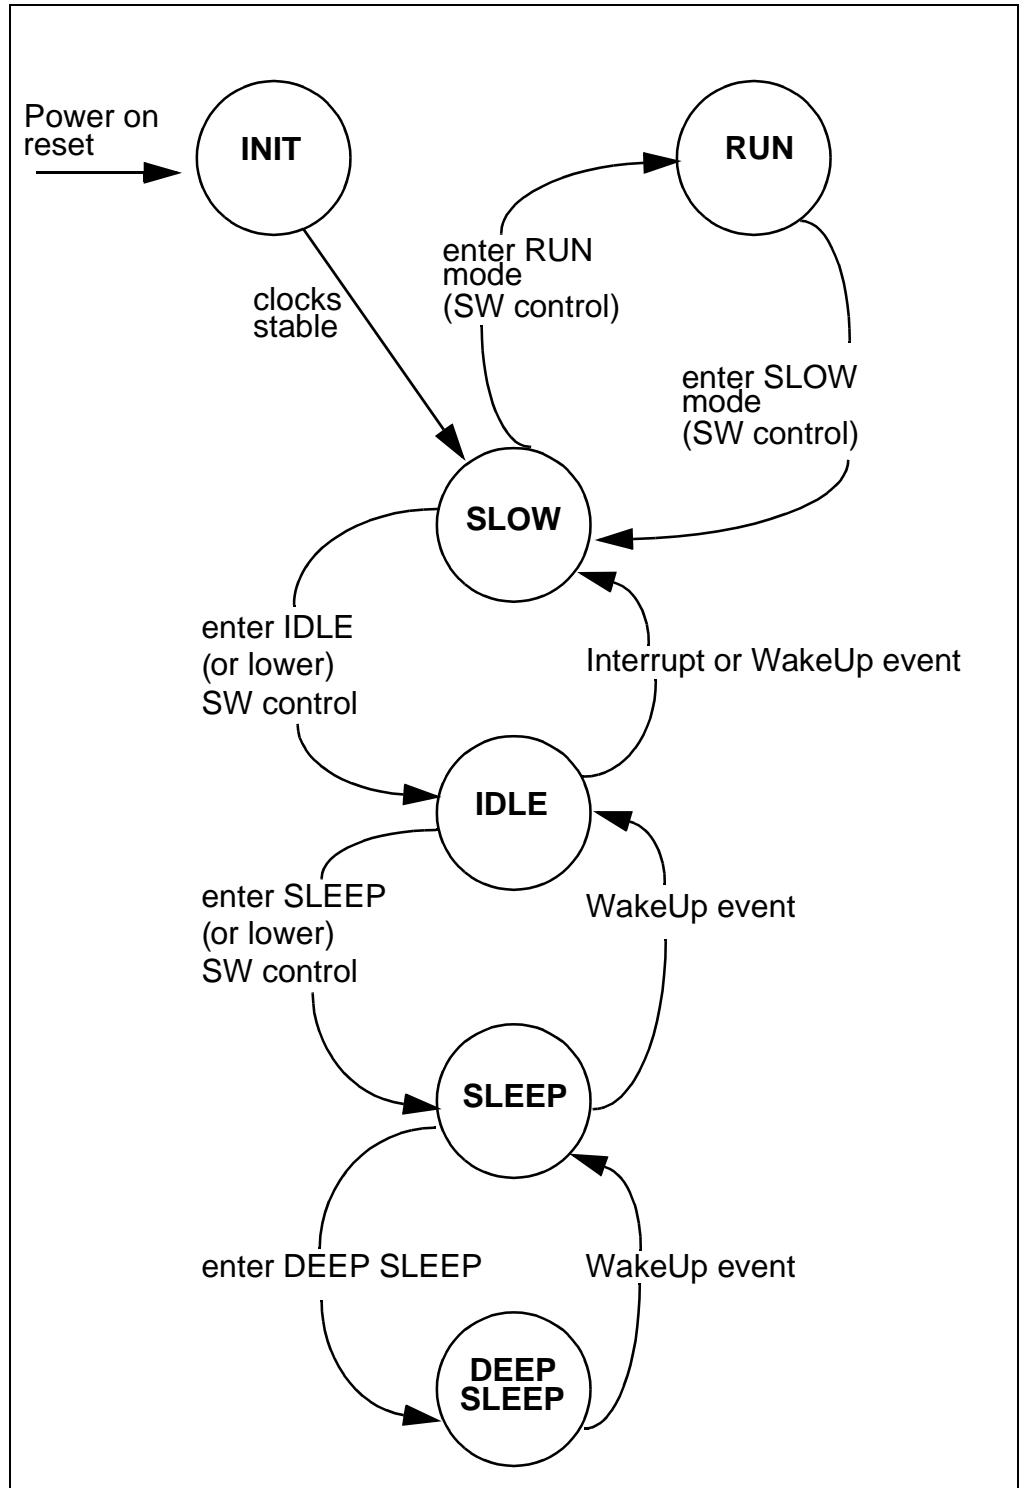 Power on
reset
INIT
RUN
enter RUN
mode
(SW control)
clocks
stable
enter SLOW
mode
(SW control)
SLOW
enter IDLE
(or lower)
SW control
Interrupt or WakeUp event
IDLE
enter SLEEP
(or lower)
SW control
WakeUp event
SLEEP
enter DEEP SLEEP
WakeUp event
DEEP
SLEEP